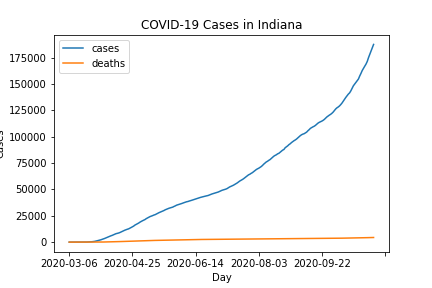 COVID-19 Cases in Indiana
cases
deaths
175000
150000
125000
100000
75000
50000
25000
0
cases
2020-03-06 2020-04-25 2020-06-14 2020-08-03 2020-09-22
Day